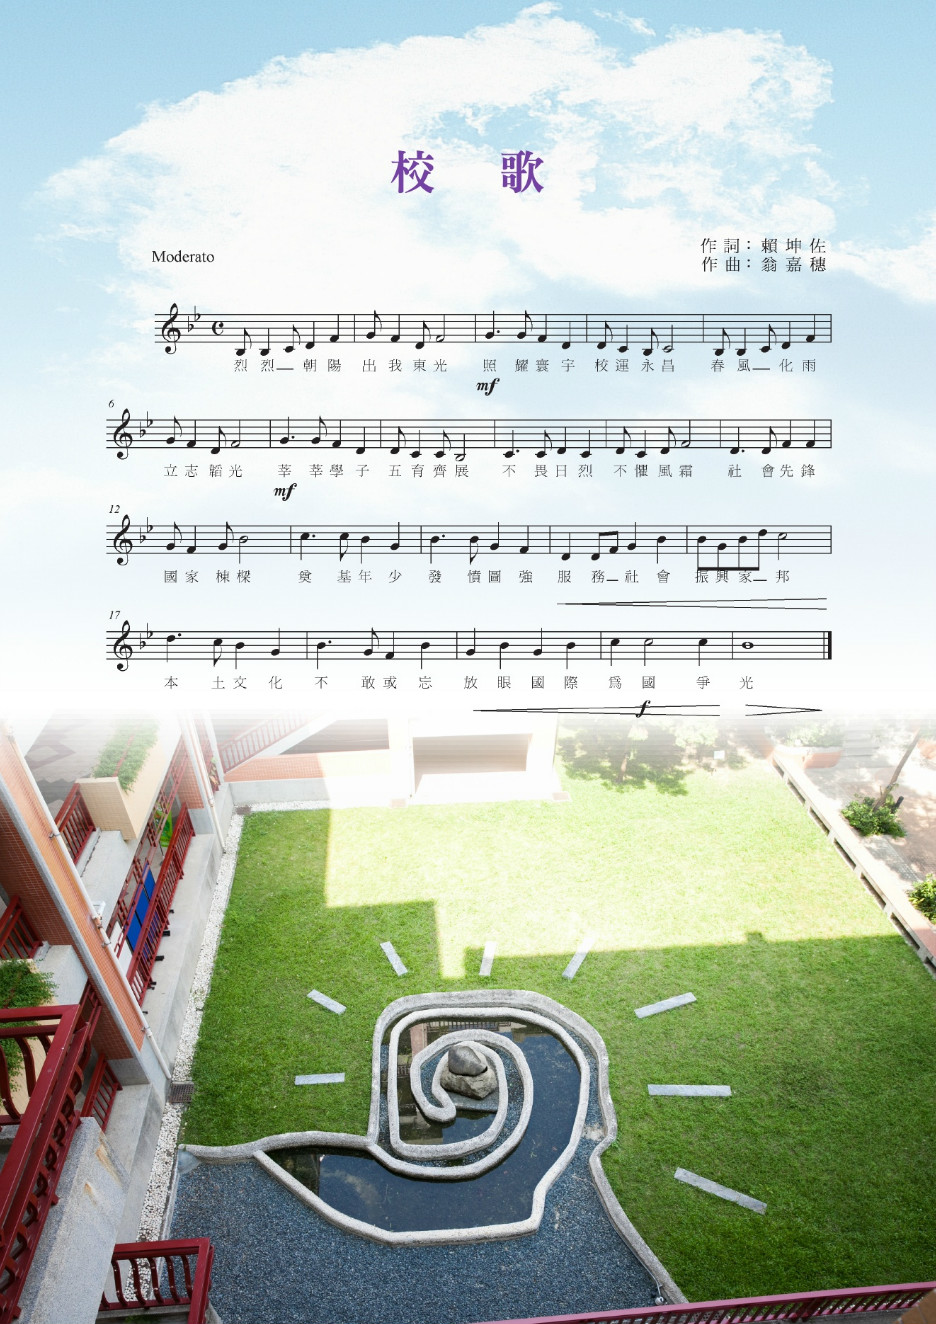 校 歌
Moderato
作詞：賴坤佐
作曲：翁嘉穗
烈烈 朝陽 出我東光 照耀寰宇 校運永昌 春風 化雨
mf
6
立志韜光 莘莘學子 五育齊展 不畏日烈 不懼風霜 社會先鋒
mf
12
國家棟樑 奠基年少 發憤圖強 服務 社會 振興家 邦
17
本土文化 不敢或忘 放眼國際 為國爭光
f